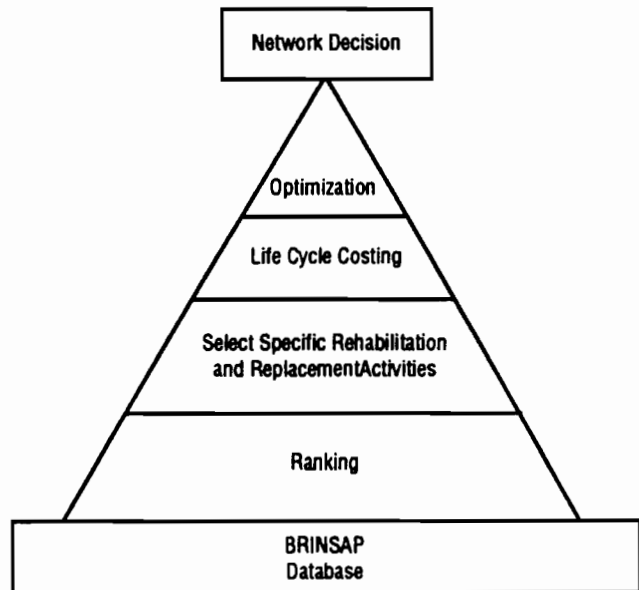 Network Decision
Optimization
Life Cycle Costing
Select Specific Rehabilitation
and ReplacementActivities
Ranking
BRINSAP
Database